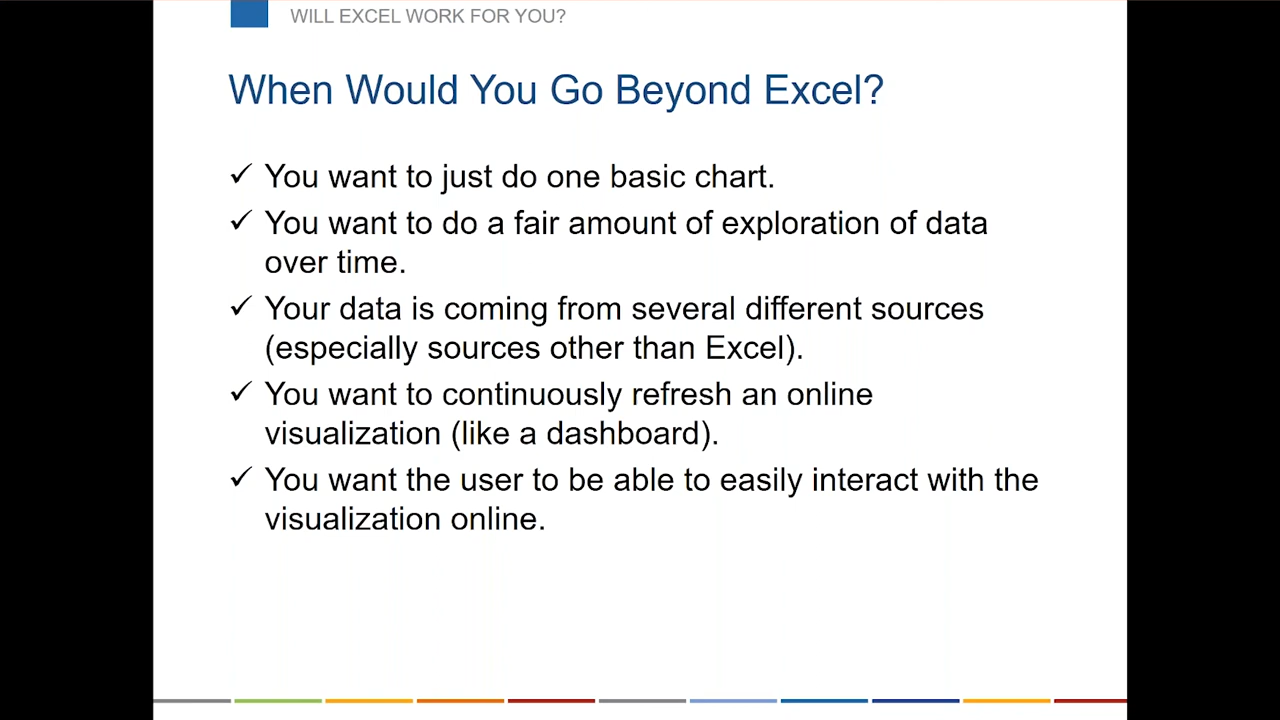 WILL EXCEL WORK FOR YOU?
When Would You Go Beyond Excel?
✓ You want to just do one basic chart.
✓ You want to do a fair amount of exploration of data
over time.
✓ Your data is coming from several different sources
(especially sources other than Excel).
✓ You want to continuously refresh an online
visualization (like a dashboard).
✓ You want the user to be able to easily interact with the
visualization online.